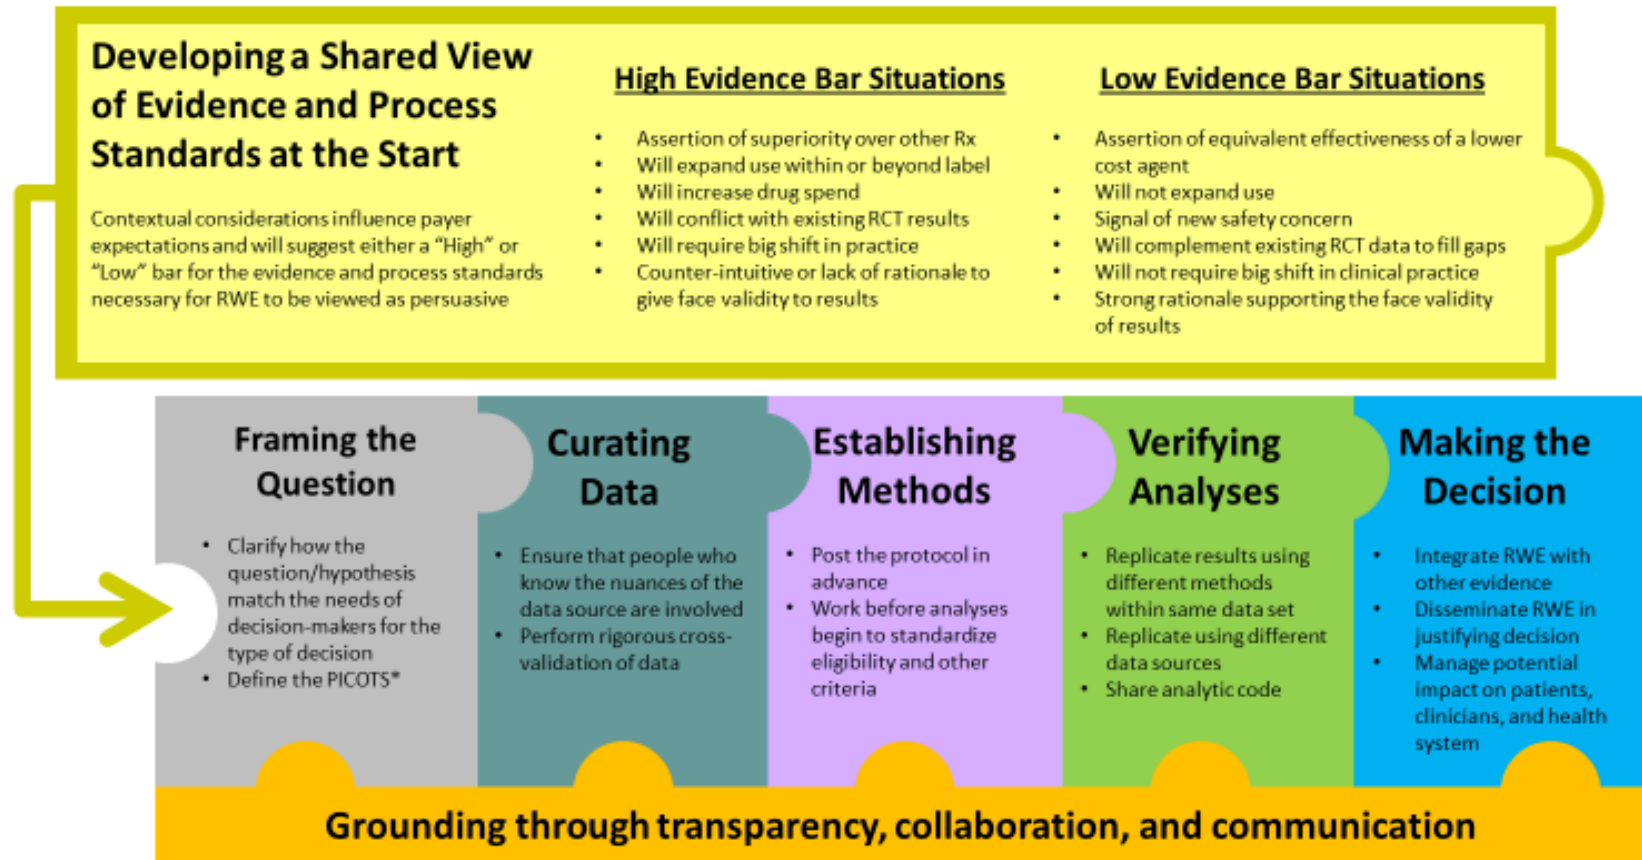 Developing a Shared View
of Evidence and Process
Standards at the Start
Contextual considerations influence payer
expectations and will suggest either a “High” or
“Low” bar for the evidence and process standards
necessary for RWE to be viewed as persuasive
High Evidence Bar Situations
• Assertion of superiority over other Rx
• Will expand use within or beyond label
• Will increase drug spend
• Will conflict with existing RCT results
• Will require big shift in practice
• Counter-intuitive or lack of rationale to
give face validity to results
Low Evidence Bar Situations
• Assertion of equivalent effectiveness of a lower
cost agent
• Will not expand use
• Signal of new safety concern
• Will complement existing RCT data to fill gaps
• Will not require big shift in clinical practice
• Strong rationale supporting the face validity
of results
Framing the
Question
• Clarify how the
question/hypothesis
match the needs of
decision-makers for the
type of decision
• Define the PICOTS*
Curating
Data
• Ensure that people who
know the nuances of the
data source are involved
• Perform rigorous cross-
validation of data
Establishing
Methods
• Post the protocol in
advance
• Work before analyses
begin to standardize
eligibility and other
criteria
Verifying
Analyses
• Replicate results using
different methods
within same data set
• Replicate using different
data sources
• Share analytic code
Making the
Decision
• Integrate RWE with
other evidence
• Disseminate RWE in
justifying decision
• Manage potential
impact on patients,
clinicians, and health
system
Grounding through transparency, collaboration, and communication